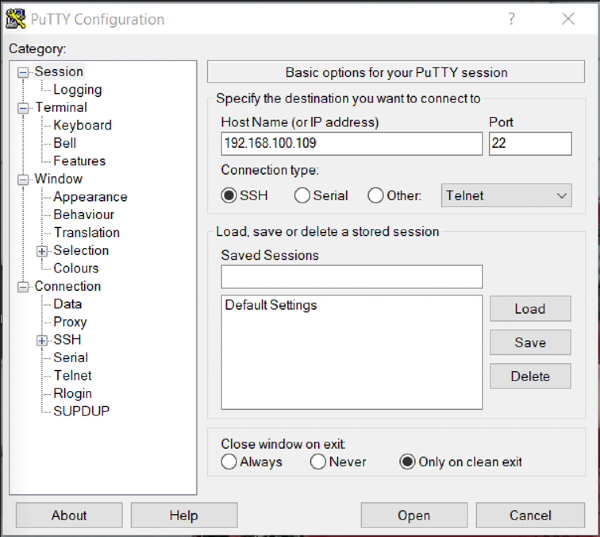 PuTTY Configuration
Category:
Session
Logging
Terminal
Keyboard
Bell
Features
Window
Appearance
Behaviour
Translation
Selection
Colours
Connection
Data
Proxy
SSH
Serial
Telnet
Rlogin
SUPDUP
Basic options for your PuTTY session
Specify the destination you want to connect to
Host Name (or IP address) Port
192.168.100.109 22
Connection type:
SSH Serial Other: Telnet
Load, save or delete a stored session
Saved Sessions
Default Settings
Load
Save
Delete
Close window on exit:
Always Never Only on clean exit
About Help Open Cancel